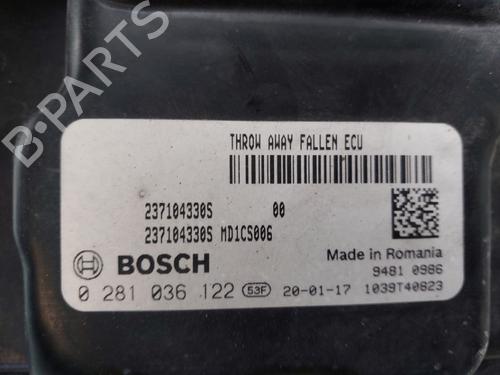 B-PARTS
THROW AWAY FALLEN ECU
237104330S 00
237104330S MD1CS006
BOSCH
Made in Romania
9481 0986
0 281 036 122 53F 20-01-17 1039T40823